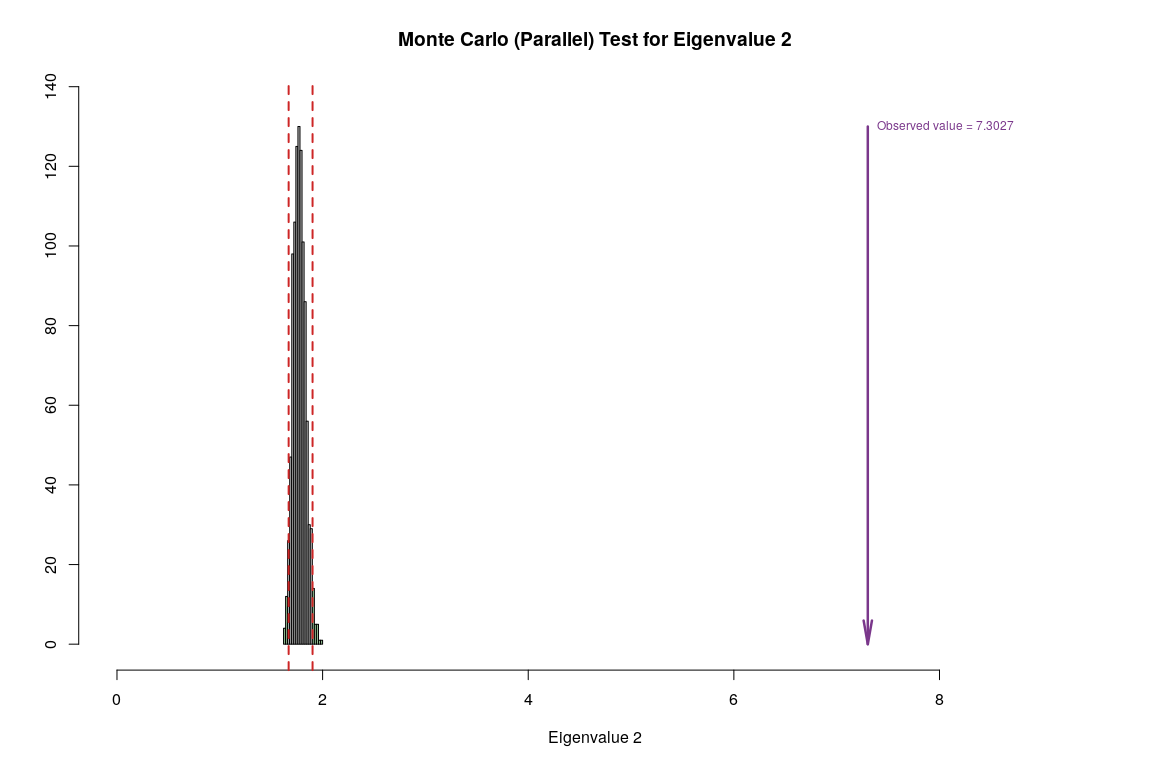 Monte Carlo (Parallel) Test for Eigenvalue 2
140
120
100
80
60
40
20
0
Observed value = 7.3027
0 2 4 6 8
Eigenvalue 2